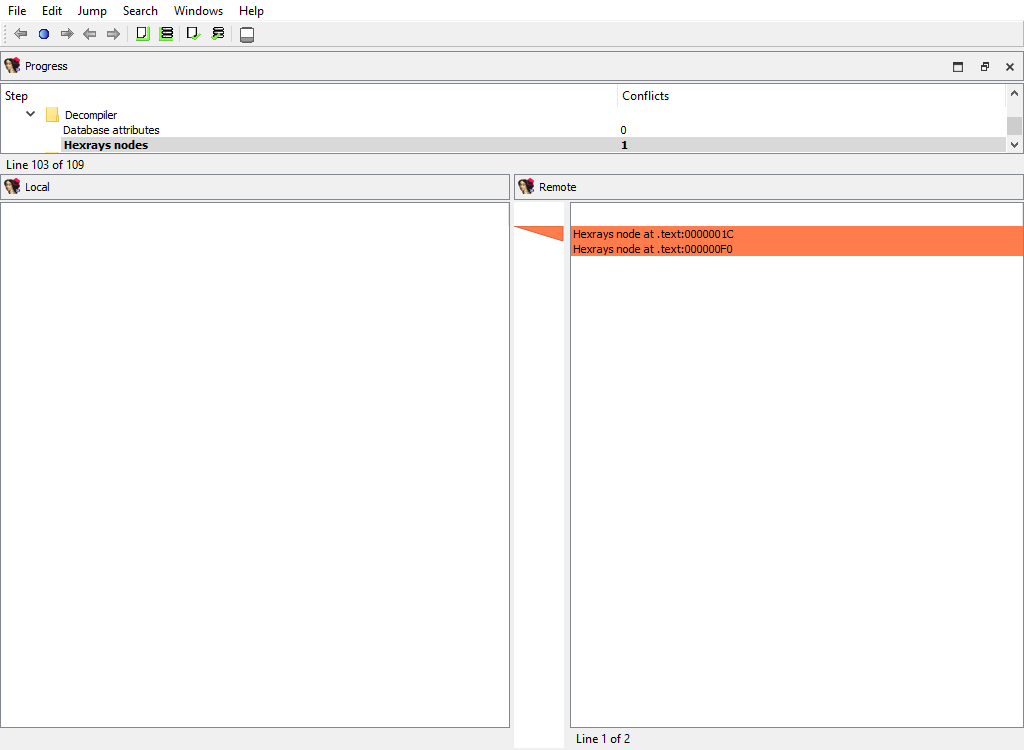 File Edit Jump Search Windows Help
Progress
Step Conflicts
Decompiler
Database attributes 0
Hexrays nodes 1
Line 103 of 109
Local Remote
Hexrays node at .text:0000001C
Hexrays node at .text:000000F0
Line 1 of 2